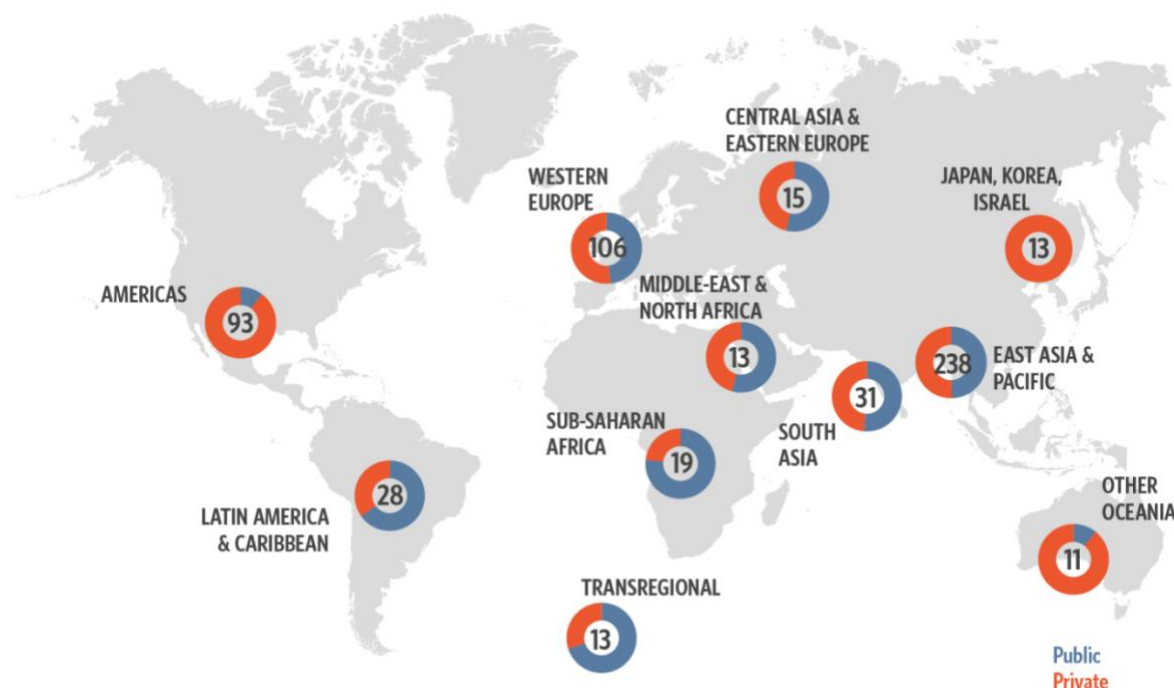 CENTRAL ASIA &
EASTERN EUROPE
15
WESTERN
EUROPE
106
JAPAN, KOREA,
ISRAEL
13
AMERICAS
93
MIDDLE-EAST &
NORTH AFRICA
13
238
EAST ASIA &
PACIFIC
31
SOUTH
ASIA
SUB-SAHARAN
AFRICA
19
28
LATIN AMERICA
& CARIBBEAN
OTHER
OCEANIA
11
TRANSREGIONAL
13
Public
Private